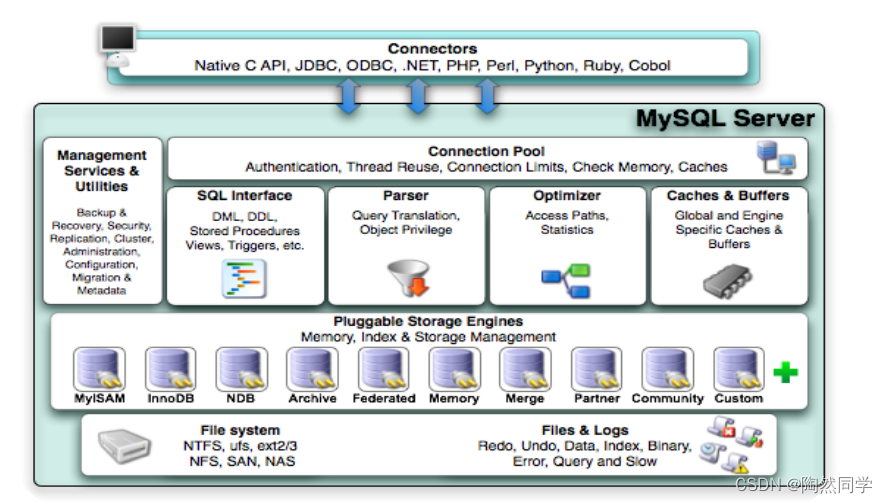 Connectors
Native C API, JDBC, ODBC, .NET, PHP, Perl, Python, Ruby, Cobol
MySQL Server
Management
Services &
Utilities
Backup &
Recovery, Security,
Replication, Cluster,
Administration,
Configuration,
Migration &
Metadata
Connection Pool
Authentication, Thread Reuse, Connection Limits, Check Memory, Caches
SQL Interface
DML, DDL,
Stored Procedures
Views, Triggers, etc.
Parser
Query Translation,
Object Privilege
Optimizer
Access Paths,
Statistics
Caches & Buffers
Global and Engine
Specific Caches &
Buffers
Pluggable Storage Engines
Memory, Index & Storage Management
MyISAM
InnoDB
NDB
Archive
Federated
Memory
Merge
Partner
Community
Custom
File system
NTFS, ufs, ext2/3
NFS, SAN, NAS
Files & Logs
Redo, Undo, Data, Index, Binary,
Error, Query and Slow
CSDN @陶然同学